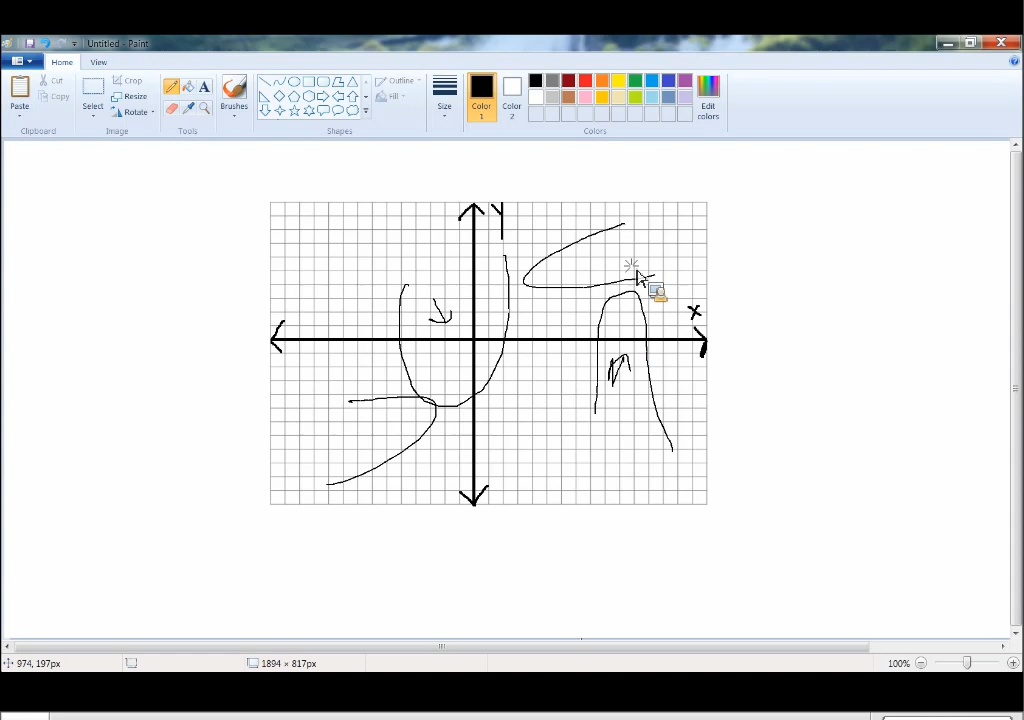 Untitled - Paint
Home
View
Paste
Cut
Copy
Clipboard
Select
Crop
Resize
Rotate
Image
A
Tools
Brushes
Outline
Fill
Shapes
Size
Color 1
Color 2
Edit colors
Colors
y
x
974, 197px
1894 × 817px
100%